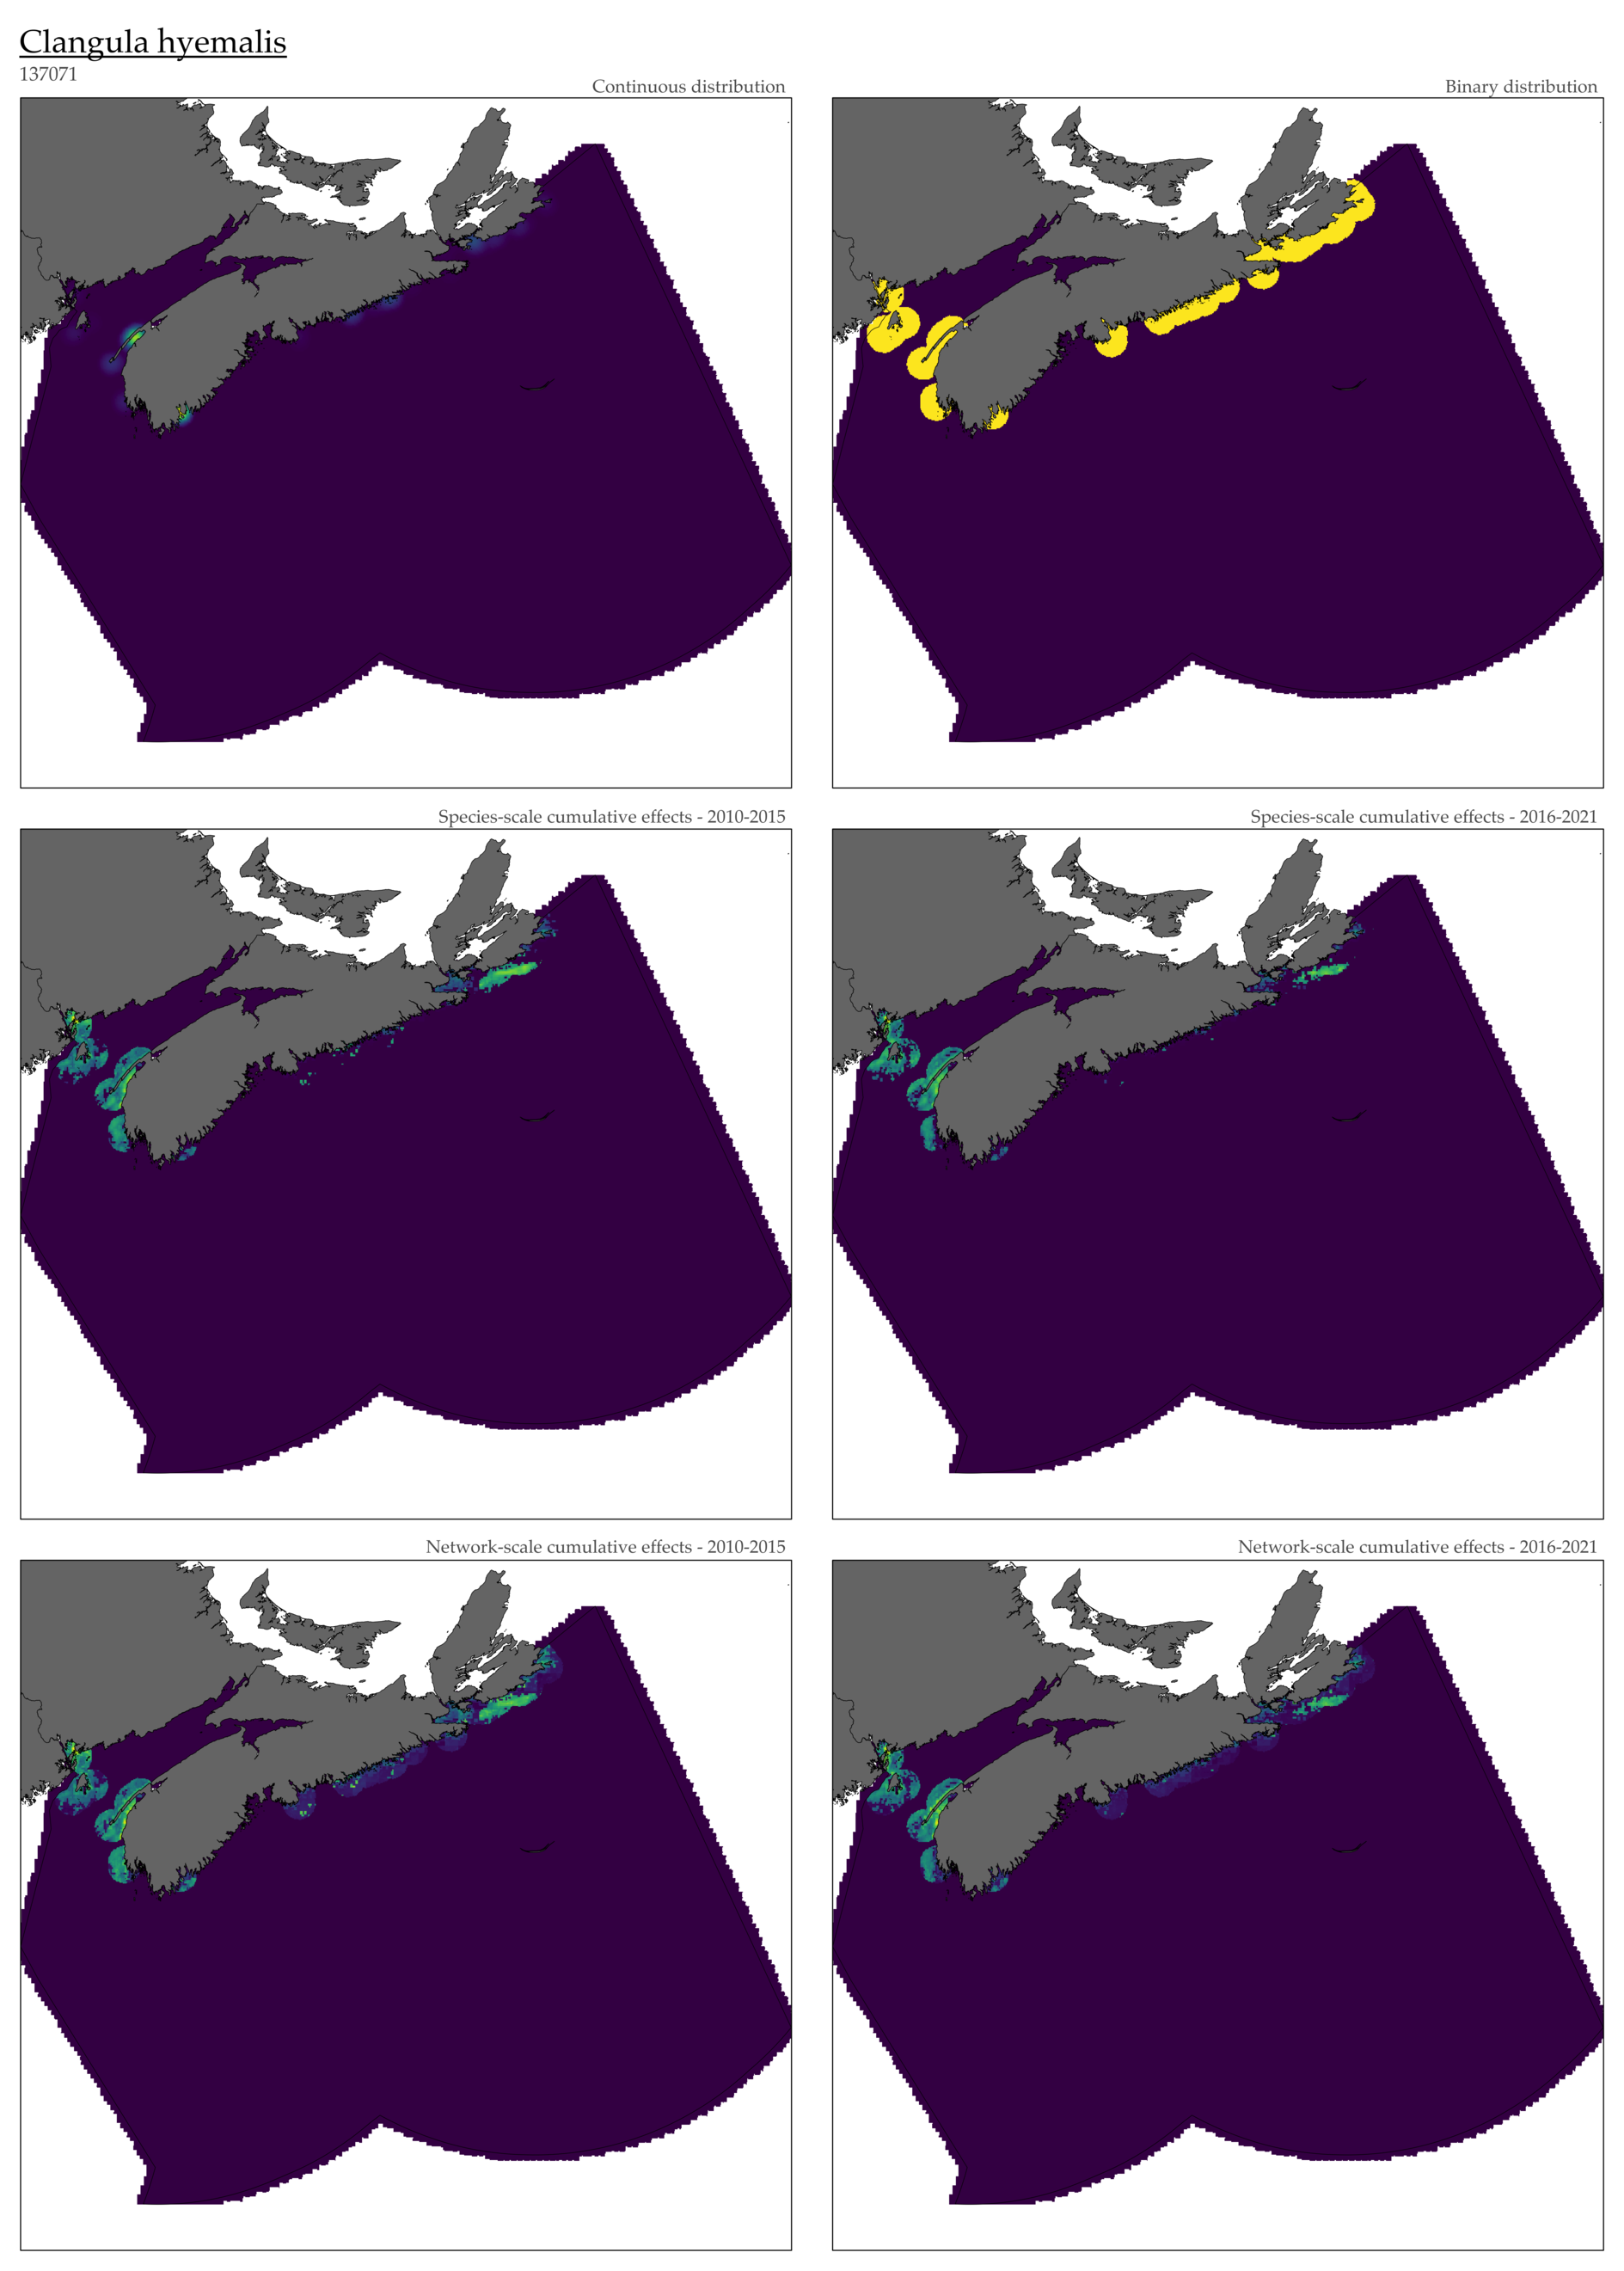 Clangula hyemalis
137071
Continuous distribution
Binary distribution
Species-scale cumulative effects - 2010-2015
Species-scale cumulative effects - 2016-2021
Network-scale cumulative effects - 2010-2015
Network-scale cumulative effects - 2016-2021